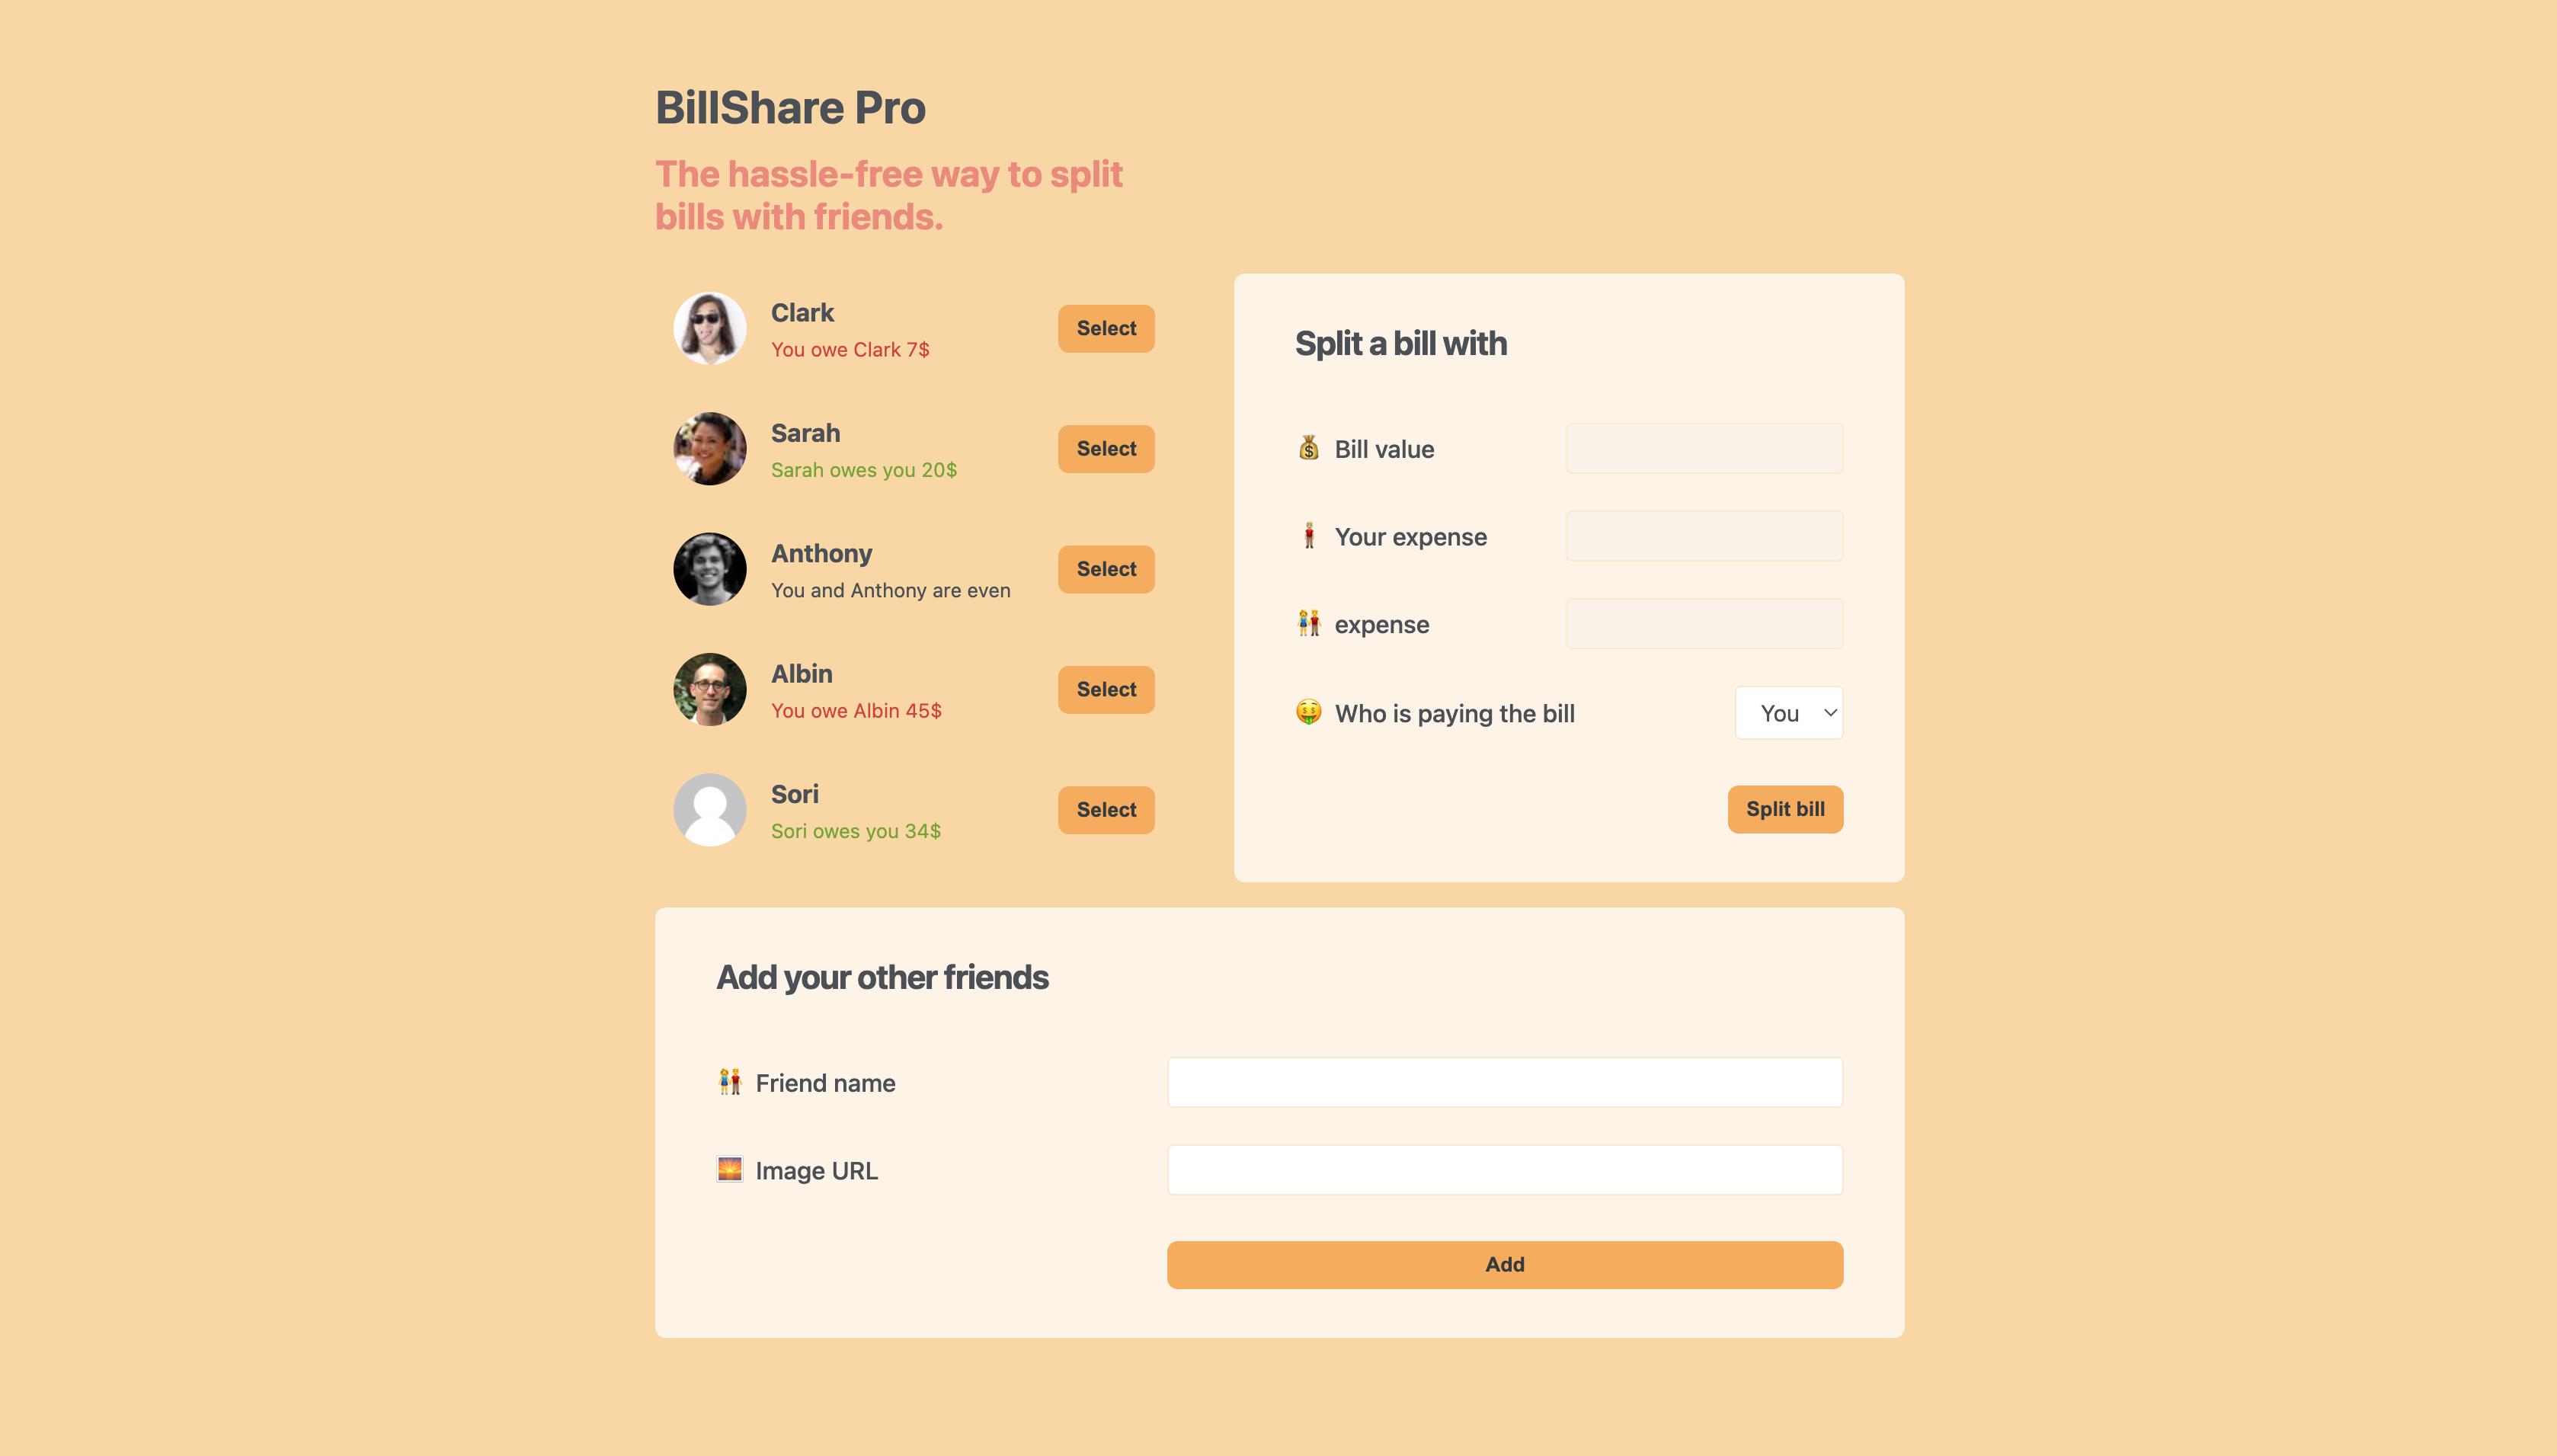 BillShare Pro
The hassle-free way to split
bills with friends.
Clark
You owe Clark 7$
Select
Sarah
Sarah owes you 20$
Select
Anthony
You and Anthony are even
Select
Albin
You owe Albin 45$
Select
Sori
Sori owes you 34$
Select
Split a bill with
💰 Bill value
🧍 Your expense
👫 expense
🤑 Who is paying the bill
You
Split bill
Add your other friends
👫 Friend name
🌅 Image URL
Add